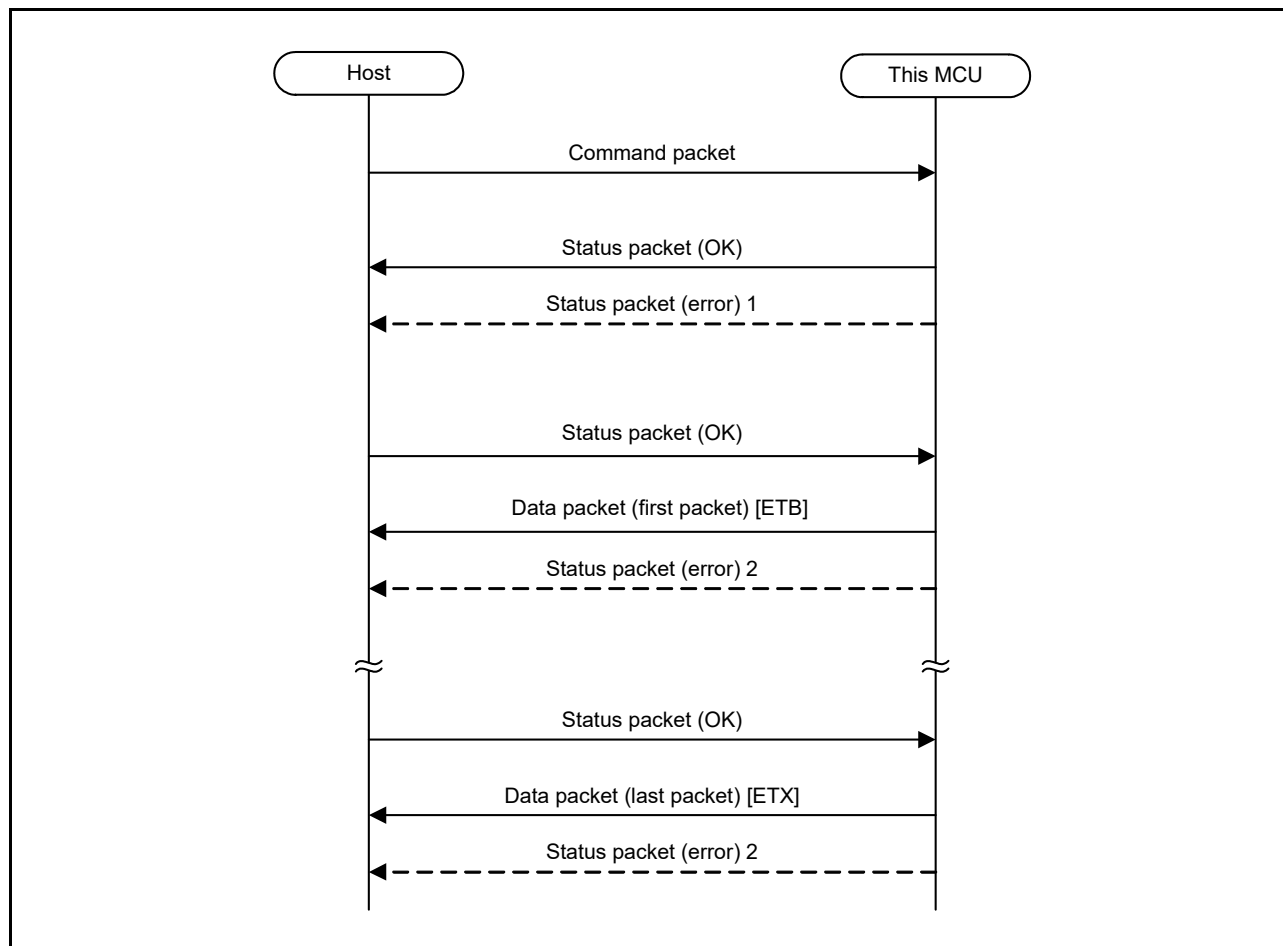 Host
This MCU
Command packet
Status packet (OK)
Status packet (error) 1
Status packet (OK)
Data packet (first packet) [ETB]
Status packet (error) 2
Status packet (OK)
Data packet (last packet) [ETX]
Status packet (error) 2